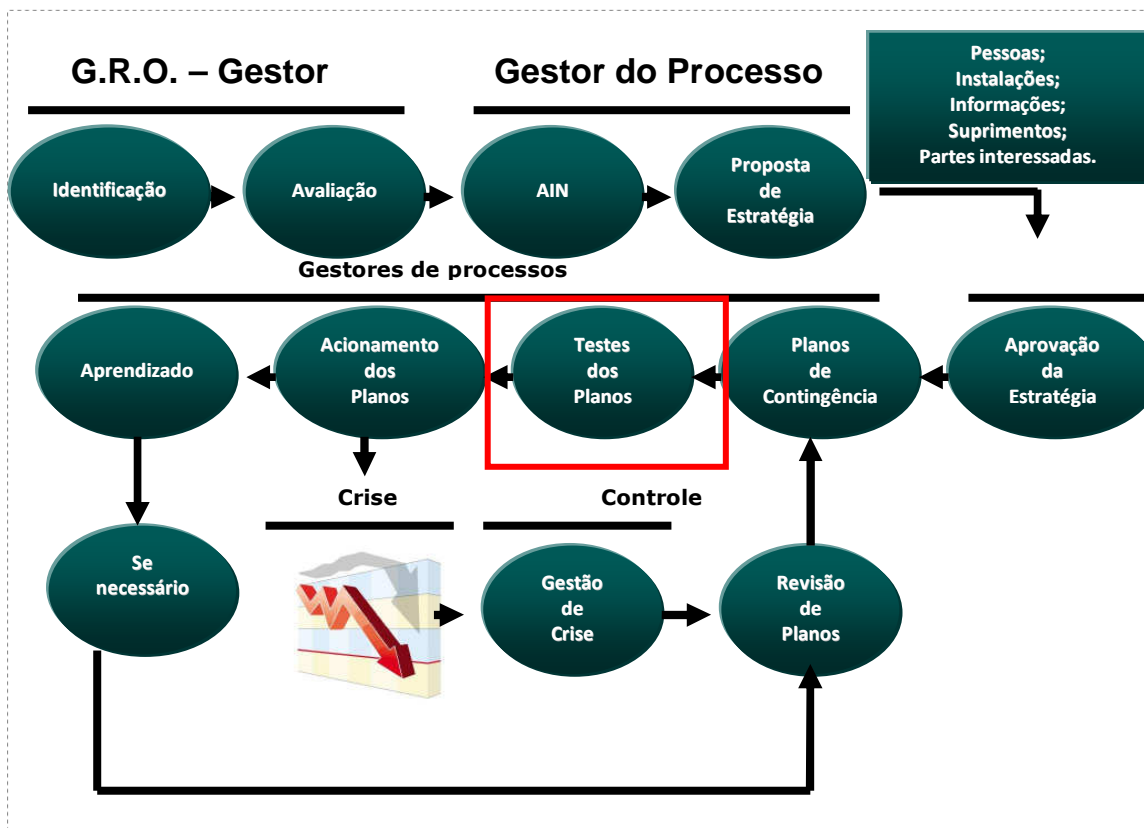 G.R.O. – Gestor
Gestor do Processo
Pessoas;
Instalações;
Informações;
Suprimentos;
Partes interessadas.
Identificação
Avaliação
AIN
Proposta
de
Estratégia
Gestores de processos
Aprendizado
Acionamento
dos
Planos
Testes
dos
Planos
Planos
de
Contingência
Aprovação
da
Estratégia
Crise
Controle
Se
necessário
Gestão
de
Crise
Revisão
de
Planos